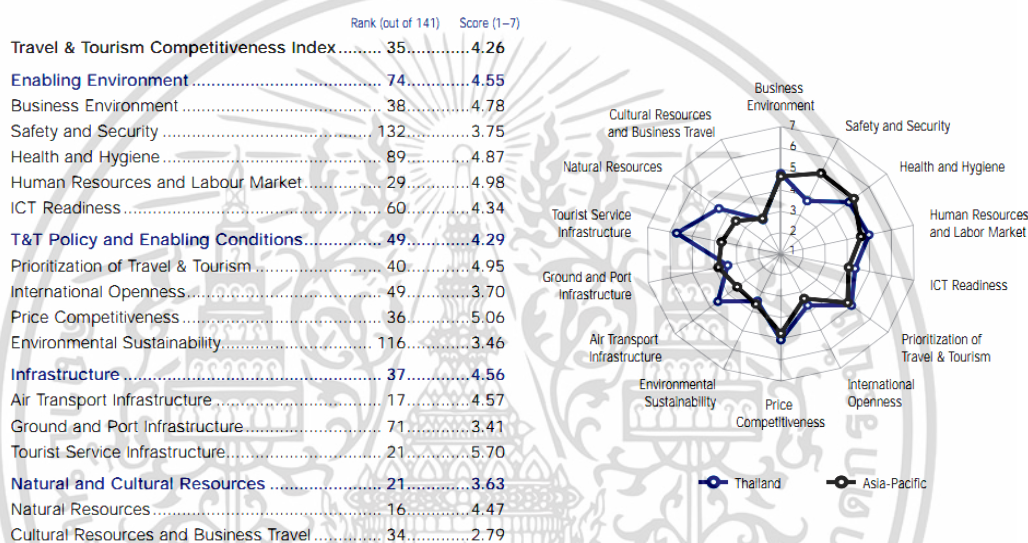 Rank (out of 141) Score (1–7)
Travel & Tourism Competitiveness Index......... 35............4.26
Enabling Environment............................................ 74............4.55
Business Environment............................................. 38............4.78
Safety and Security................................................. 132............3.75
Health and Hygiene................................................. 89............4.87
Human Resources and Labour Market................. 29............4.98
ICT Readiness.......................................................... 60............4.34
T&T Policy and Enabling Conditions.................. 49............4.29
Prioritization of Travel & Tourism............................ 40............4.95
International Openness............................................ 49............3.70
Price Competitiveness............................................. 36............5.06
Environmental Sustainability.................................... 116............3.46
Infrastructure.......................................................... 37............4.56
Air Transport Infrastructure...................................... 17............4.57
Ground and Port Infrastructure................................ 71............3.41
Tourist Service Infrastructure................................... 21............5.70
Natural and Cultural Resources......................... 21............3.63
Natural Resources................................................... 16............4.47
Cultural Resources and Business Travel............... 34............2.79
Business
Environment
Safety and Security
Health and Hygiene
Human Resources
and Labor Market
ICT Readiness
Prioritization of
Travel & Tourism
International
Openness
Price
Competitiveness
Environmental
Sustainability
Air Transport
Infrastructure
Ground and Port
Infrastructure
Tourist Service
Infrastructure
Natural Resources
Cultural Resources
and Business Travel
7
6
5
4
3
2
1
Thailand
Asia-Pacific